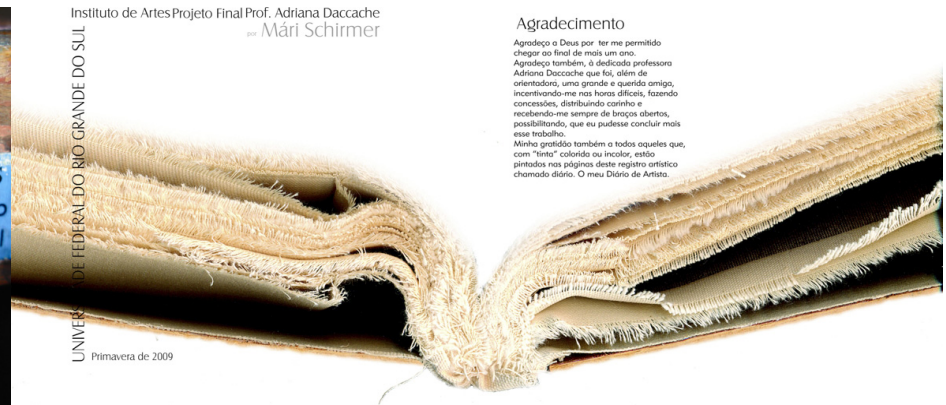 Instituto de Artes Projeto Final Prof. Adriana Daccache
por Mári Schirmer
UNIVERSIDADE FEDERAL DO RIO GRANDE DO SUL
Primavera de 2009
Agradecimento
Agradeço a Deus por ter me permitido
chegar ao final de mais um ano.
Agradeço também, à dedicada professora
Adriana Daccache que foi, além de
orientadora, uma grande e querida amiga,
incentivando-me nas horas difíceis, fazendo
concessões, distribuindo carinho e
recebendo-me sempre de braços abertos,
possibilitando, que eu pudesse concluir mais
esse trabalho.
Minha gratidão também a todos aqueles que,
com "tinta" colorida ou incolor, estão
pintados nas páginas deste registro artístico
chamado diário. O meu Diário de Artista.